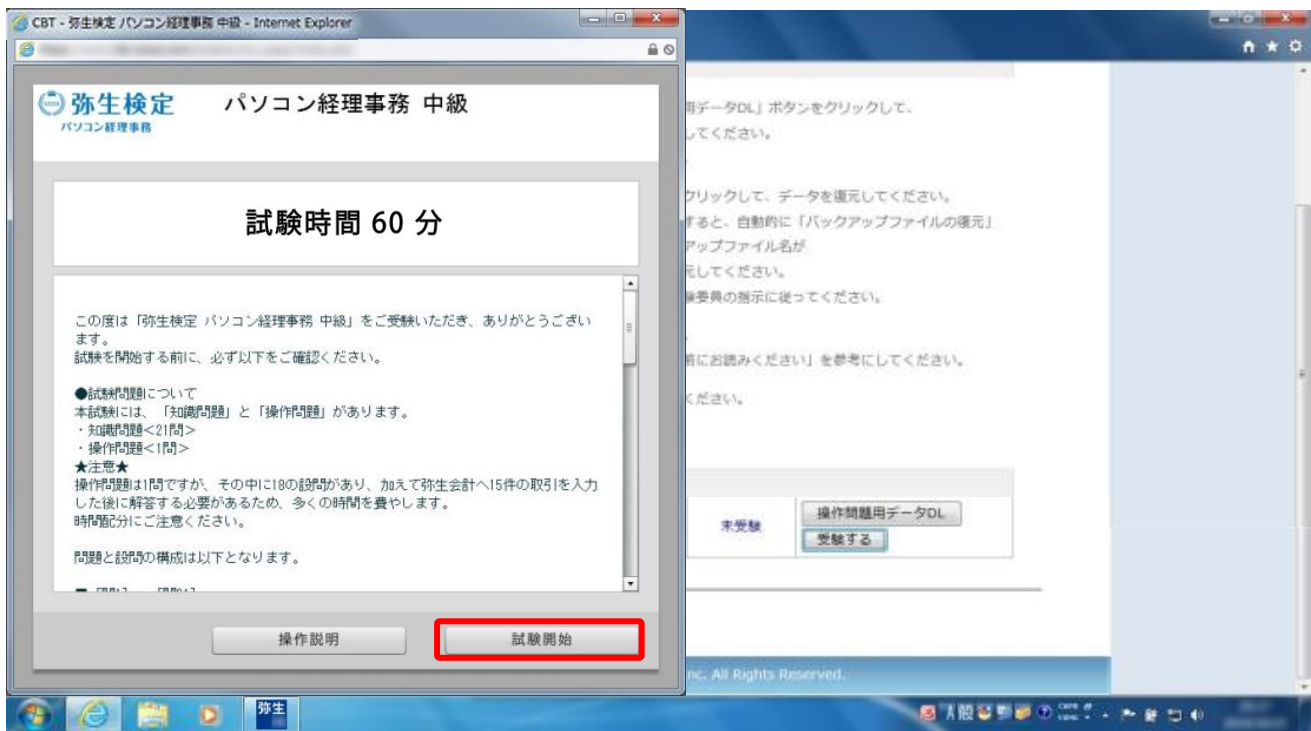 CBT - 弥生検定 パソコン経理事務 中級 - Internet Explorer
弥生検定
パソコン経理事務
パソコン経理事務 中級
試験時間 60 分
この度は「弥生検定 パソコン経理事務 中級」をご受験いただき、ありがとうござい
ます。
試験を開始する前に、必ず以下をご確認ください。
●試験問題について
本試験には、「知識問題」と「操作問題」があります。
・知識問題<21問>
・操作問題<1問>
★注意★
操作問題は1問ですが、その中に18の設問があり、加えて弥生会計へ15件の取引を入力
した後に解答する必要があるため、多くの時間を費やします。
時間配分にご注意ください。
問題と設問の構成は以下となります。
操作説明
試験開始
用データDL」ボタンをクリックして、
してください。
クリックして、データを復元してください。
すると、自動的に「バックアップファイルの復元」
アップファイル名が
元してください。
験委員の指示に従ってください。
前にお読みください」を参考にしてください。
ください。
未受験
操作問題用データDL
受験する
nc. All Rights Reserved.
弥生
A 般